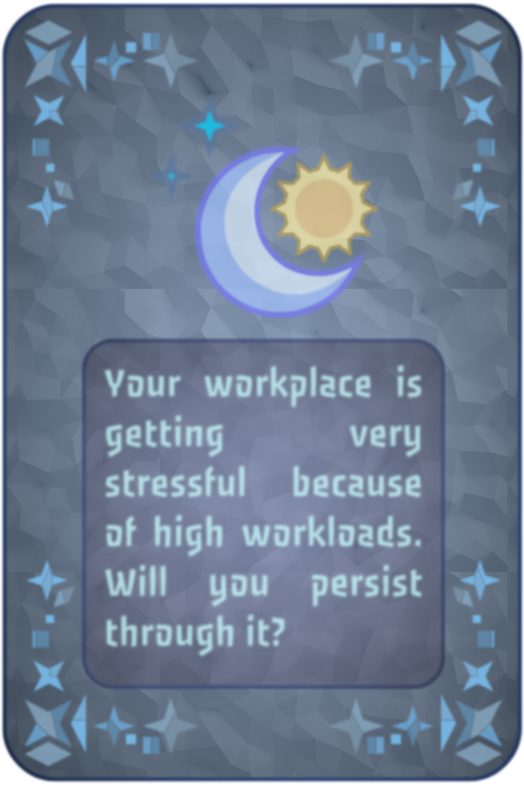 Your workplace is
getting very
stressful because
of high workloads.
Will you persist
through it?